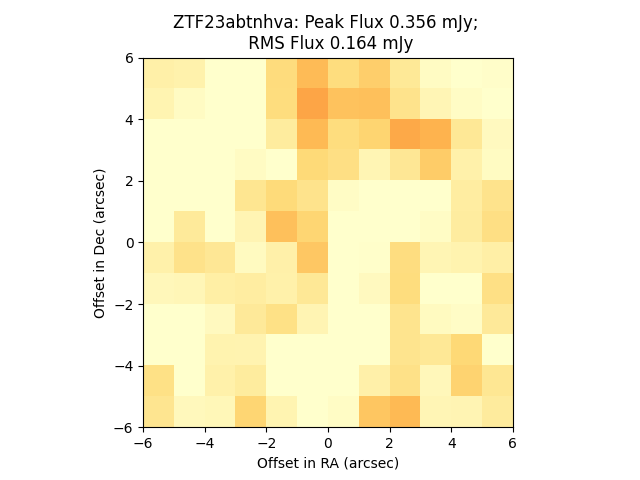 ZTF23abtnhva: Peak Flux 0.356 mJy;
RMS Flux 0.164 mJy
6
4
2
0
−2
−4
−6
Offset in Dec (arcsec)
−6 −4 −2 0 2 4 6
Offset in RA (arcsec)